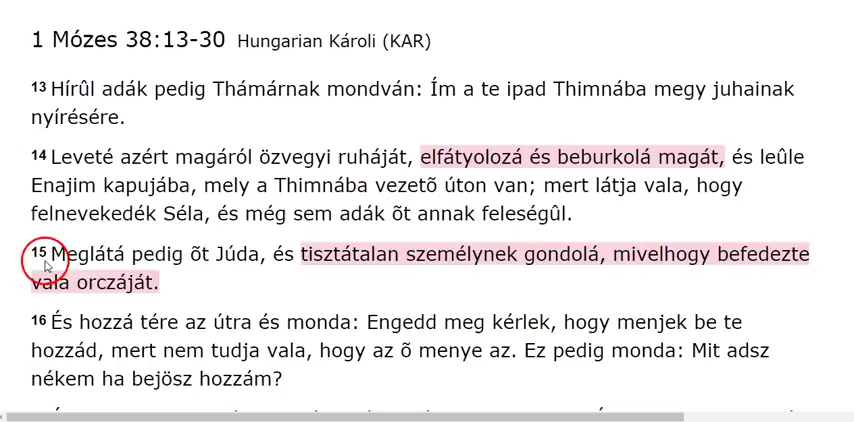 1 Mózes 38:13-30 Hungarian Károli (KAR)
13 Hírûl adák pedig Thámárnak mondván: Ím a te ipad Thimnába megy juhainak
nyírésére.
14 Leveté azért magáról özvegyi ruháját, elfátyolozá és beburkolá magát, és leûle
Enajim kapujába, mely a Thimnába vezetõ úton van; mert látja vala, hogy
felnevekedék Séla, és még sem adák õt annak feleségûl.
15 Meglátá pedig õt Júda, és tisztátalan személynek gondolá, mivelhogy befedezte
vala orczáját.
16 És hozzá tére az útra és monda: Engedd meg kérlek, hogy menjek be te
hozzád, mert nem tudja vala, hogy az õ menye az. Ez pedig monda: Mit adsz
nékem ha bejösz hozzám?